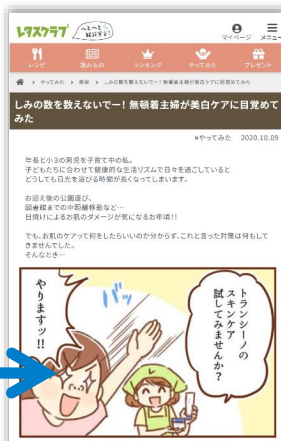 レタスクラブ
へとへと
解放宣言!
マイページ メニュー
レシピ 読みもの ランキング やってみた プレゼント
やってみた 美容 しみの数を数えないでー!無頓着主婦が美白ケアに目覚めてみた
しみの数を数えないでー!無頓着主婦が美白ケアに目覚めて
みた
#やってみた 2020.10.09
年長と小3の男児を子育て中の私。
子どもたちに合わせて健康的な生活リズムで日々を過ごしていると
どうしても日光を浴びる時間が長くなってしまいます。
お迎え後の公園遊び、
図書館までの中距離移動など…
日焼けによるお肌のダメージが気になるお年頃!!
でも、お肌のケアって何をしたらいいのか分からず、これと言った対策は何もして
きませんでした。
そんなとき…
トランシーノの
スキンケア
試してみませんか?
バッ
やりますッ!!